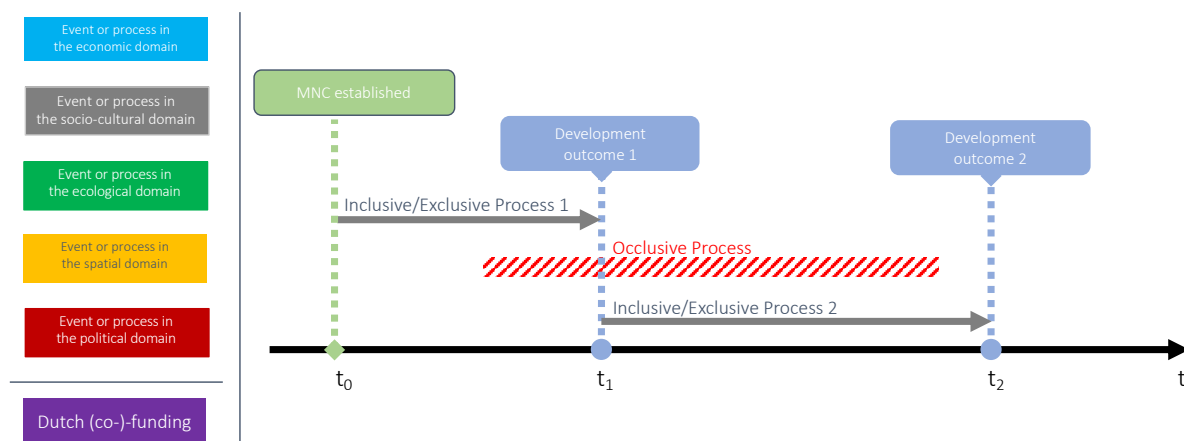 Event or process in
the economic domain
Event or process in
the socio-cultural domain
Event or process in
the ecological domain
Event or process in
the spatial domain
Event or process in
the political domain
Dutch (co-)-funding
MNC established
Development
outcome 1
Development
outcome 2
Inclusive/Exclusive Process 1
Occlusive Process
Inclusive/Exclusive Process 2
t0
t1
t2
t